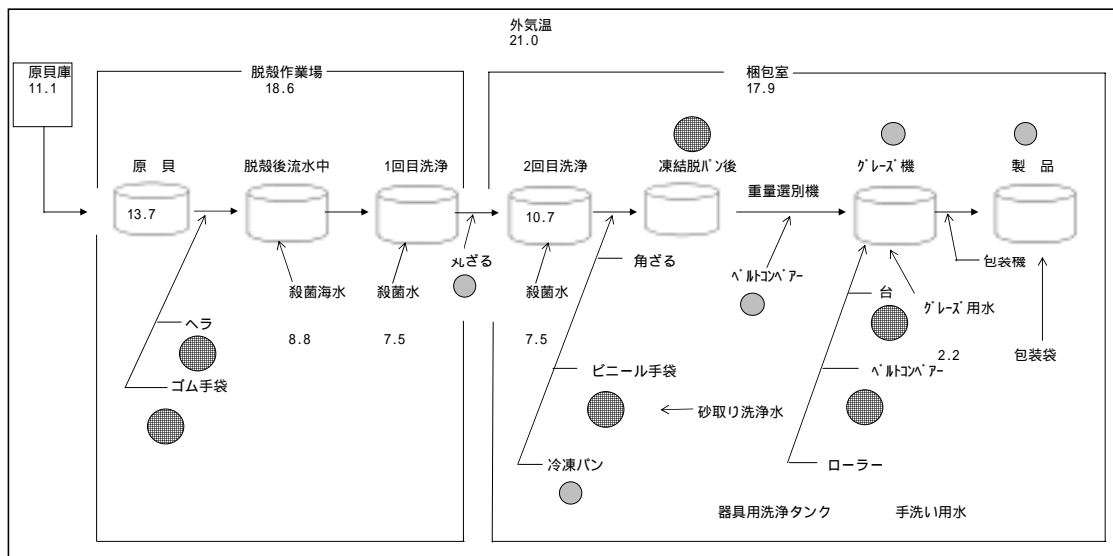 外気温
21.0
原貝庫
11.1
脱殻作業場
18.6
梱包室
17.9
原 貝
脱殻後流水中
1回目洗浄
2回目洗浄
凍結脱パン後
グレーズ機
製 品
重量選別機
13.7
10.7
丸ざる
角ざる
包装機
殺菌海水
殺菌水
殺菌水
ベルトコンベアー
台
グレーズ用水
ヘラ
8.8
7.5
7.5
2.2
包装袋
ゴム手袋
ビニール手袋
ベルトコンベアー
砂取り洗浄水
冷凍パン
ローラー
器具用洗浄タンク
手洗い用水